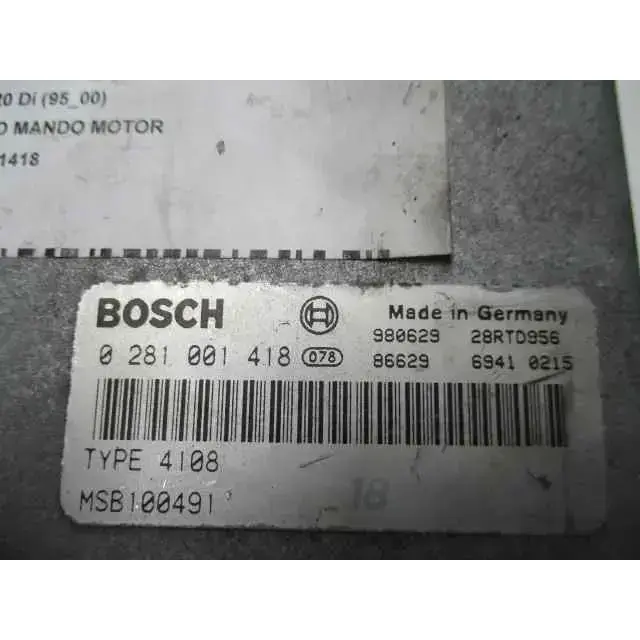 20 Di (95_00)
O MANDO MOTOR
1418
BOSCH Made in Germany
980629 28RTD956
0 281 001 418 078 86629 6941 0215
TYPE 4108
MSB100491
18